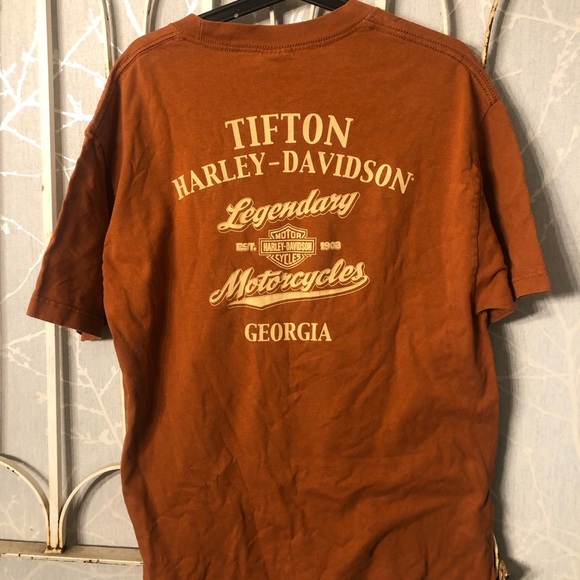 TIFTON
HARLEY-DAVIDSON
Legendary
EST. 1903
MOTOR
HARLEY-DAVIDSON
CYCLES
Motorcycles
GEORGIA